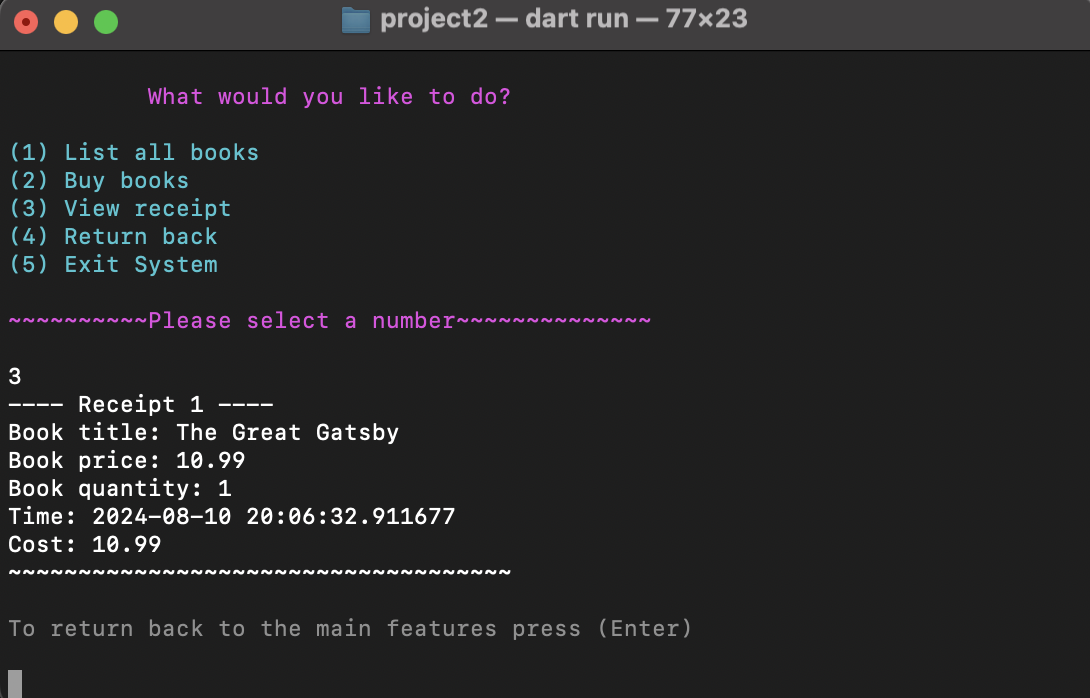 project2 — dart run — 77×23
What would you like to do?
(1) List all books
(2) Buy books
(3) View receipt
(4) Return back
(5) Exit System
~~~~~~~~~~Please select a number~~~~~~~~~~~~~~
3
---- Receipt 1 ----
Book title: The Great Gatsby
Book price: 10.99
Book quantity: 1
Time: 2024-08-10 20:06:32.911677
Cost: 10.99
~~~~~~~~~~~~~~~~~~~~~~~~~~~~~~~~~~~~
To return back to the main features press (Enter)